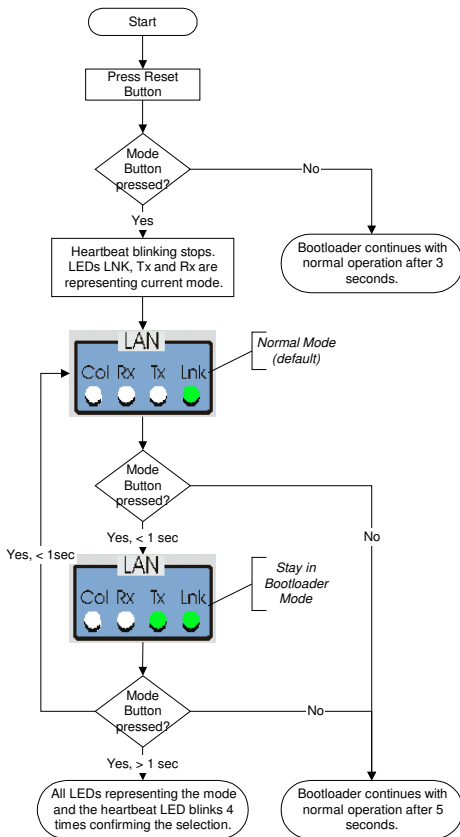 Start
Press Reset
Button
Mode
Button
pressed?
No
Yes
Heartbeat blinking stops.
LEDs LNK, Tx and Rx are
representing current mode.
Bootloader continues with
normal operation after 3
seconds.
LAN
Col Rx Tx Lnk
Normal Mode
(default)
Mode
Button
pressed?
No
Yes, < 1 sec
Yes, < 1sec
LAN
Col Rx Tx Lnk
Stay in
Bootloader
Mode
Mode
Button
pressed?
No
Yes, > 1 sec
All LEDs representing the mode
and the heartbeat LED blinks 4
times confirming the selection.
Bootloader continues with
normal operation after 5
seconds.